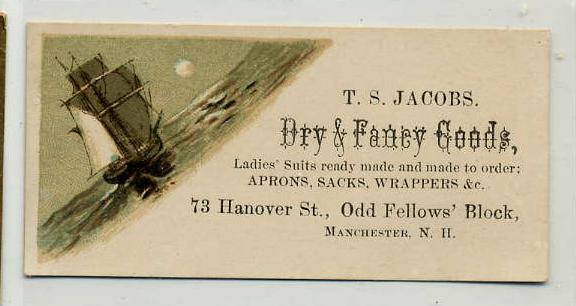 T. S. JACOBS.
Dry & Fancy Goods,
Ladies' Suits ready made and made to order;
APRONS, SACKS, WRAPPERS &c.
73 Hanover St., Odd Fellows' Block,
MANCHESTER, N. H.